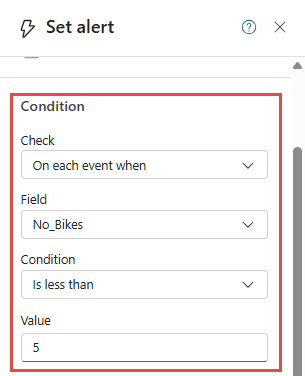 Set alert
Condition
Check
On each event when
Field
No_Bikes
Condition
Is less than
Value
5